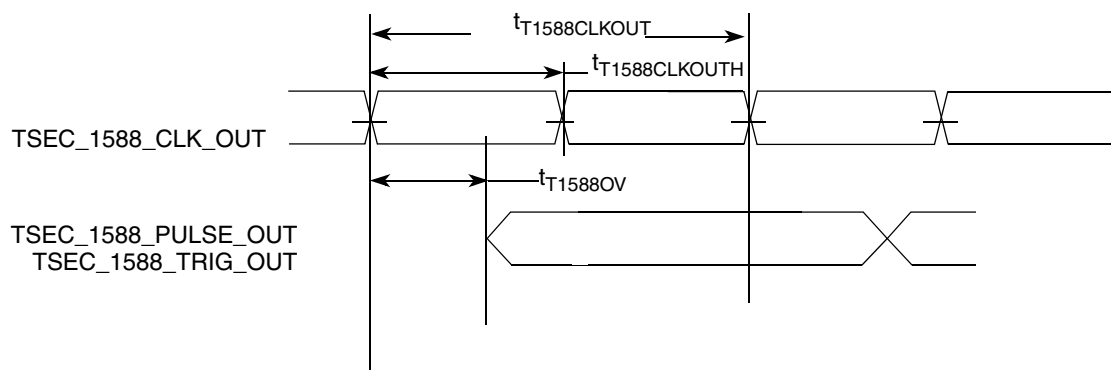 tT1588CLKOUT
tT1588CLKOUTH
TSEC_1588_CLK_OUT
tT1588OV
TSEC_1588_PULSE_OUT
TSEC_1588_TRIG_OUT